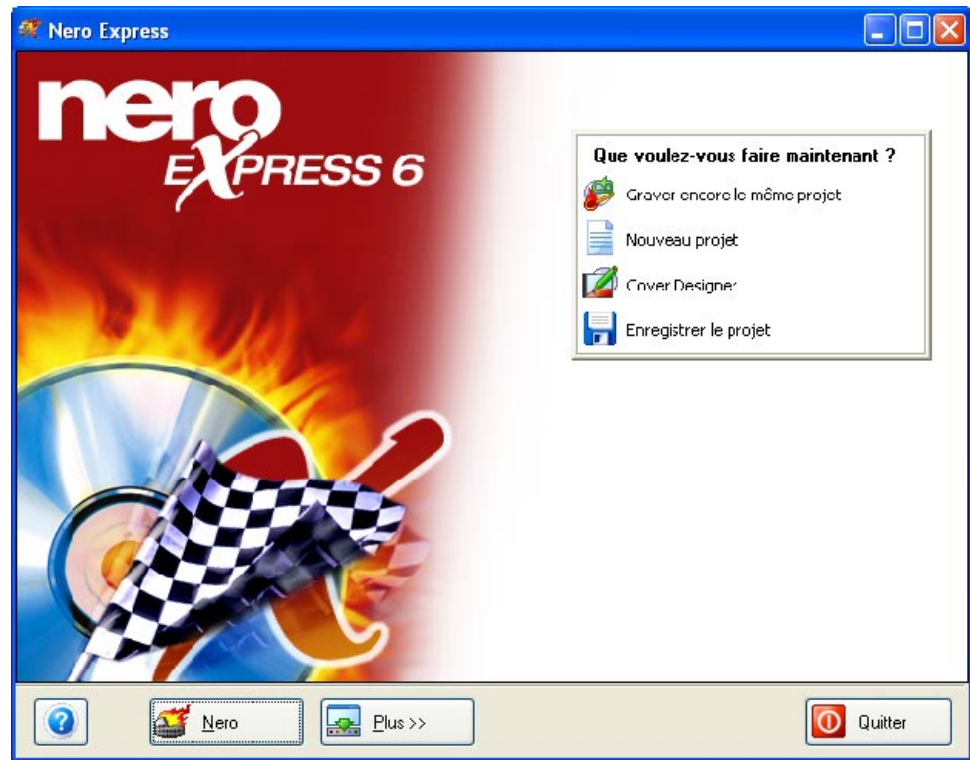 Nero Express
nero
EXPRESS 6
Que voulez-vous faire maintenant ?
Graver encore le même projet
Nouveau projet
Cover Designer
Enregistrer le projet
Nero
Plus >>
Quitter